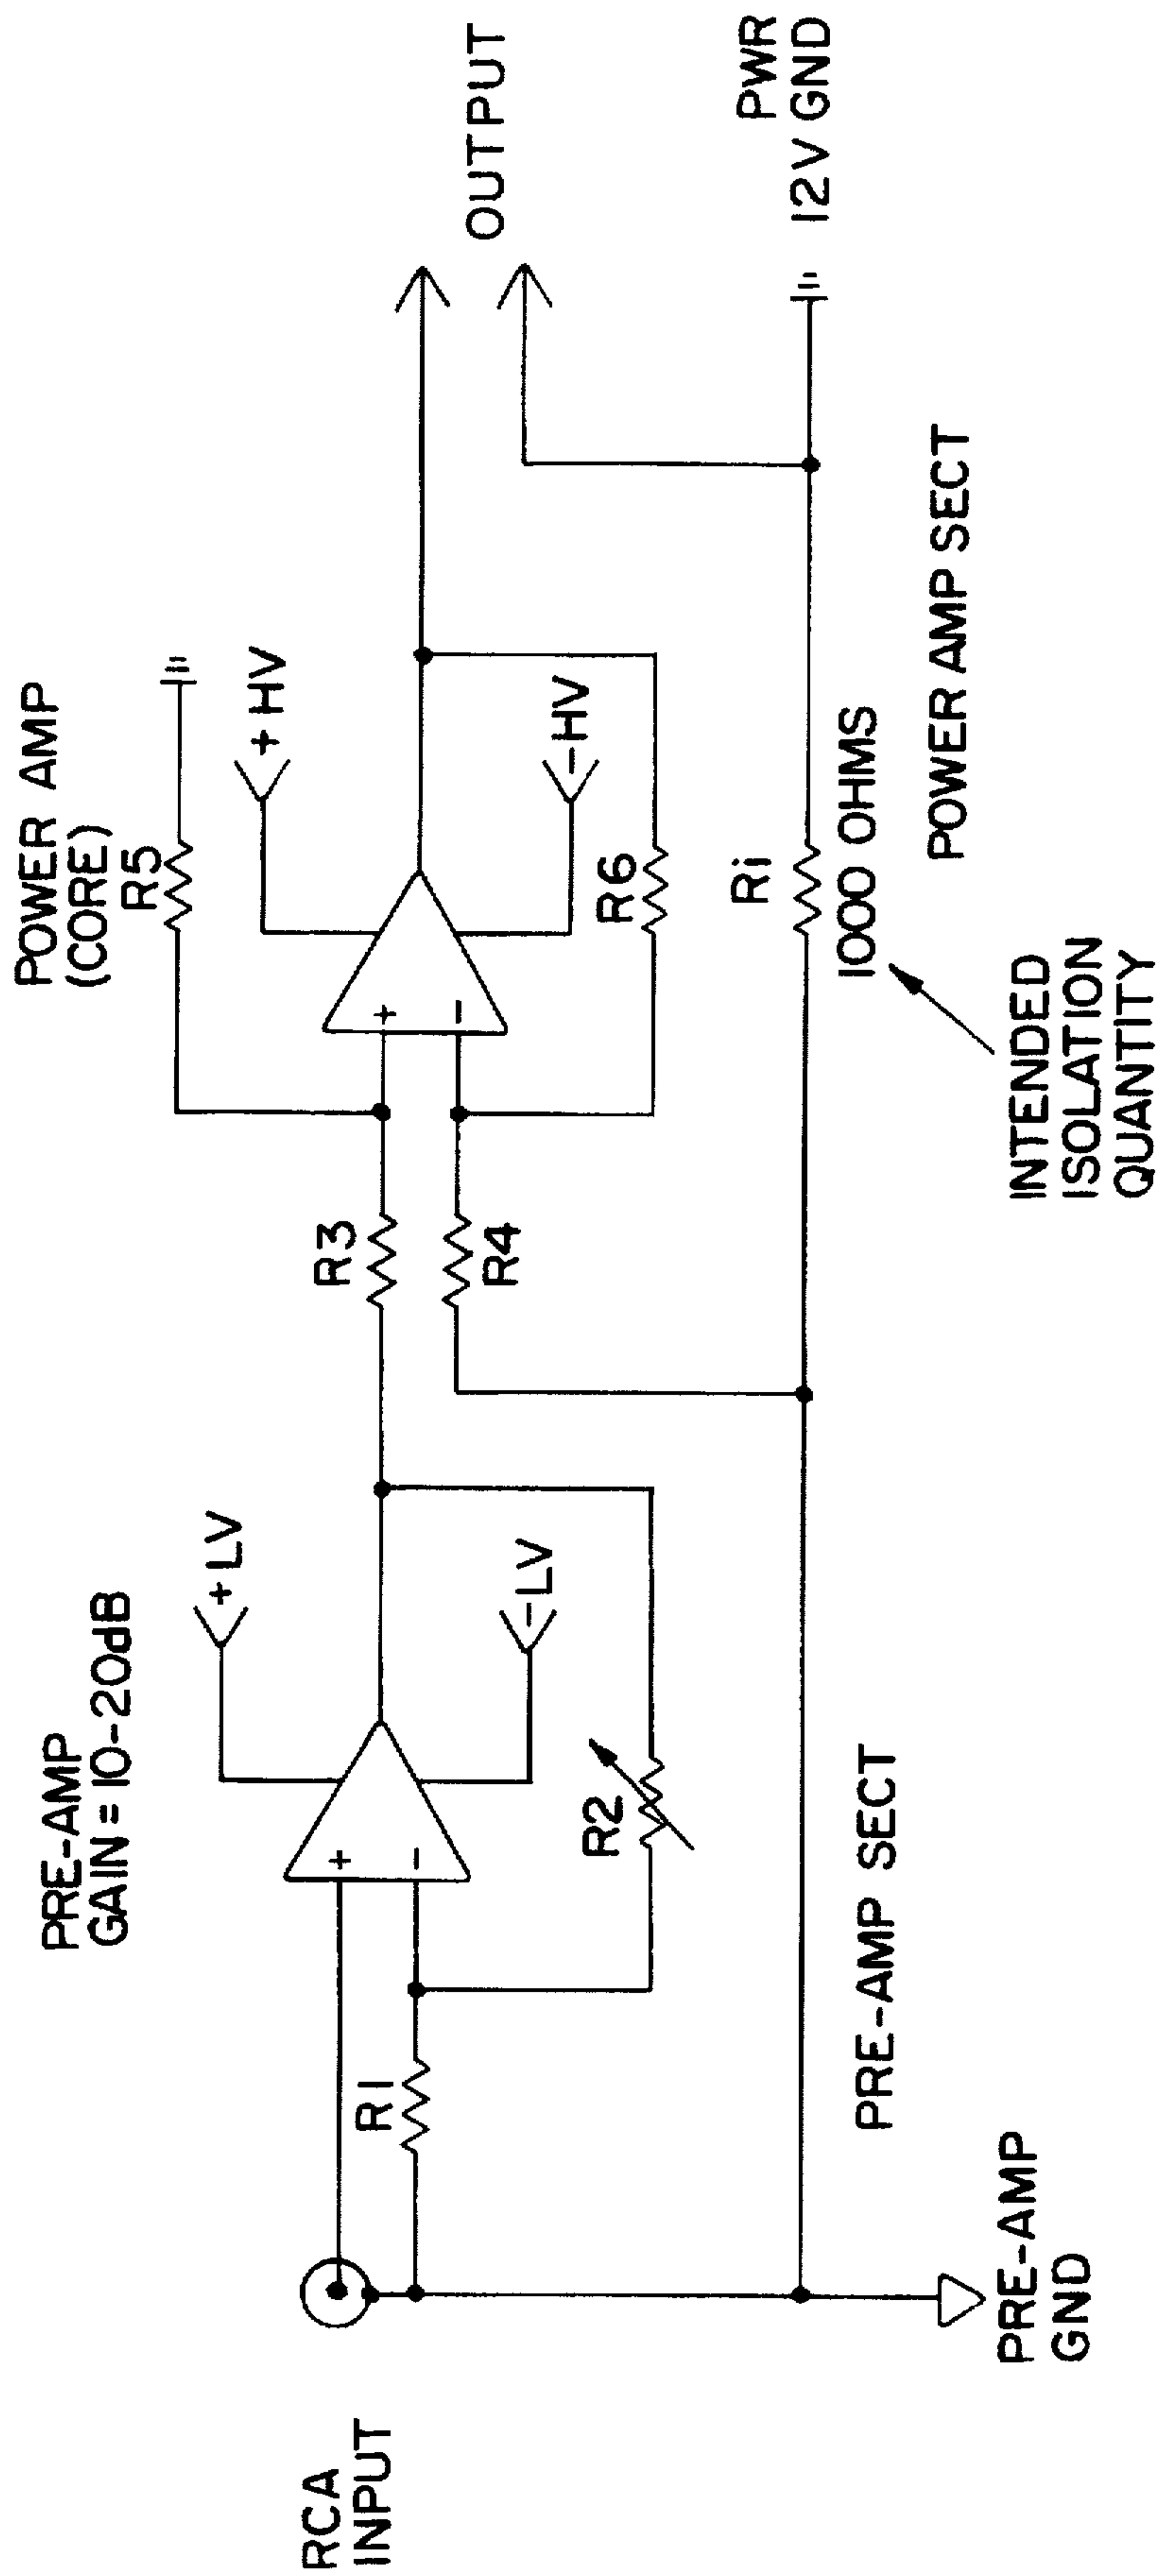 PRE-AMP
GAIN = 10-20dB
POWER AMP
(CORE)
R5
+LV
+HV
RCA
INPUT
+
-
R1
-LV
R2
R3
R4
+
-
-HV
R6
OUTPUT
Ri
1000 OHMS
PWR
12V GND
PRE-AMP SECT
POWER AMP SECT
PRE-AMP
GND
INTENDED
ISOLATION
QUANTITY